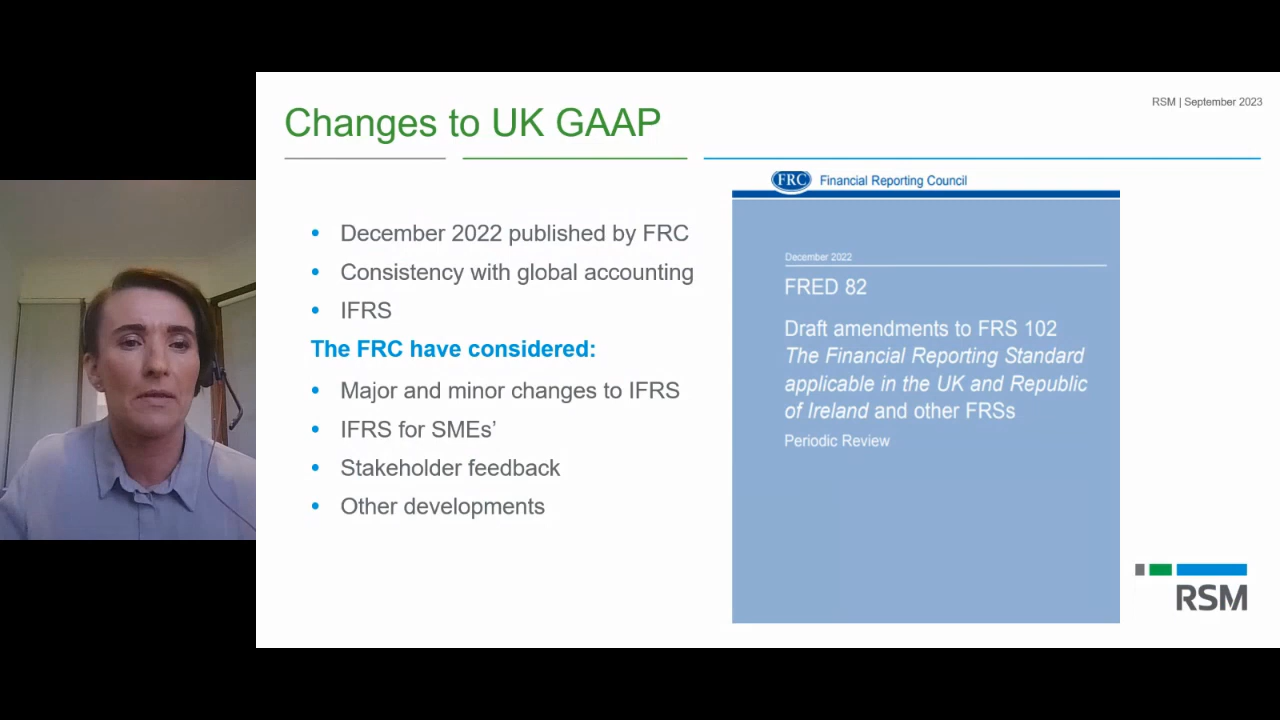 RSM | September 2023
Changes to UK GAAP
• December 2022 published by FRC
• Consistency with global accounting
• IFRS
The FRC have considered:
• Major and minor changes to IFRS
• IFRS for SMEs’
• Stakeholder feedback
• Other developments
FRC Financial Reporting Council
December 2022
FRED 82
Draft amendments to FRS 102
The Financial Reporting Standard
applicable in the UK and Republic
of Ireland and other FRSs
Periodic Review
RSM